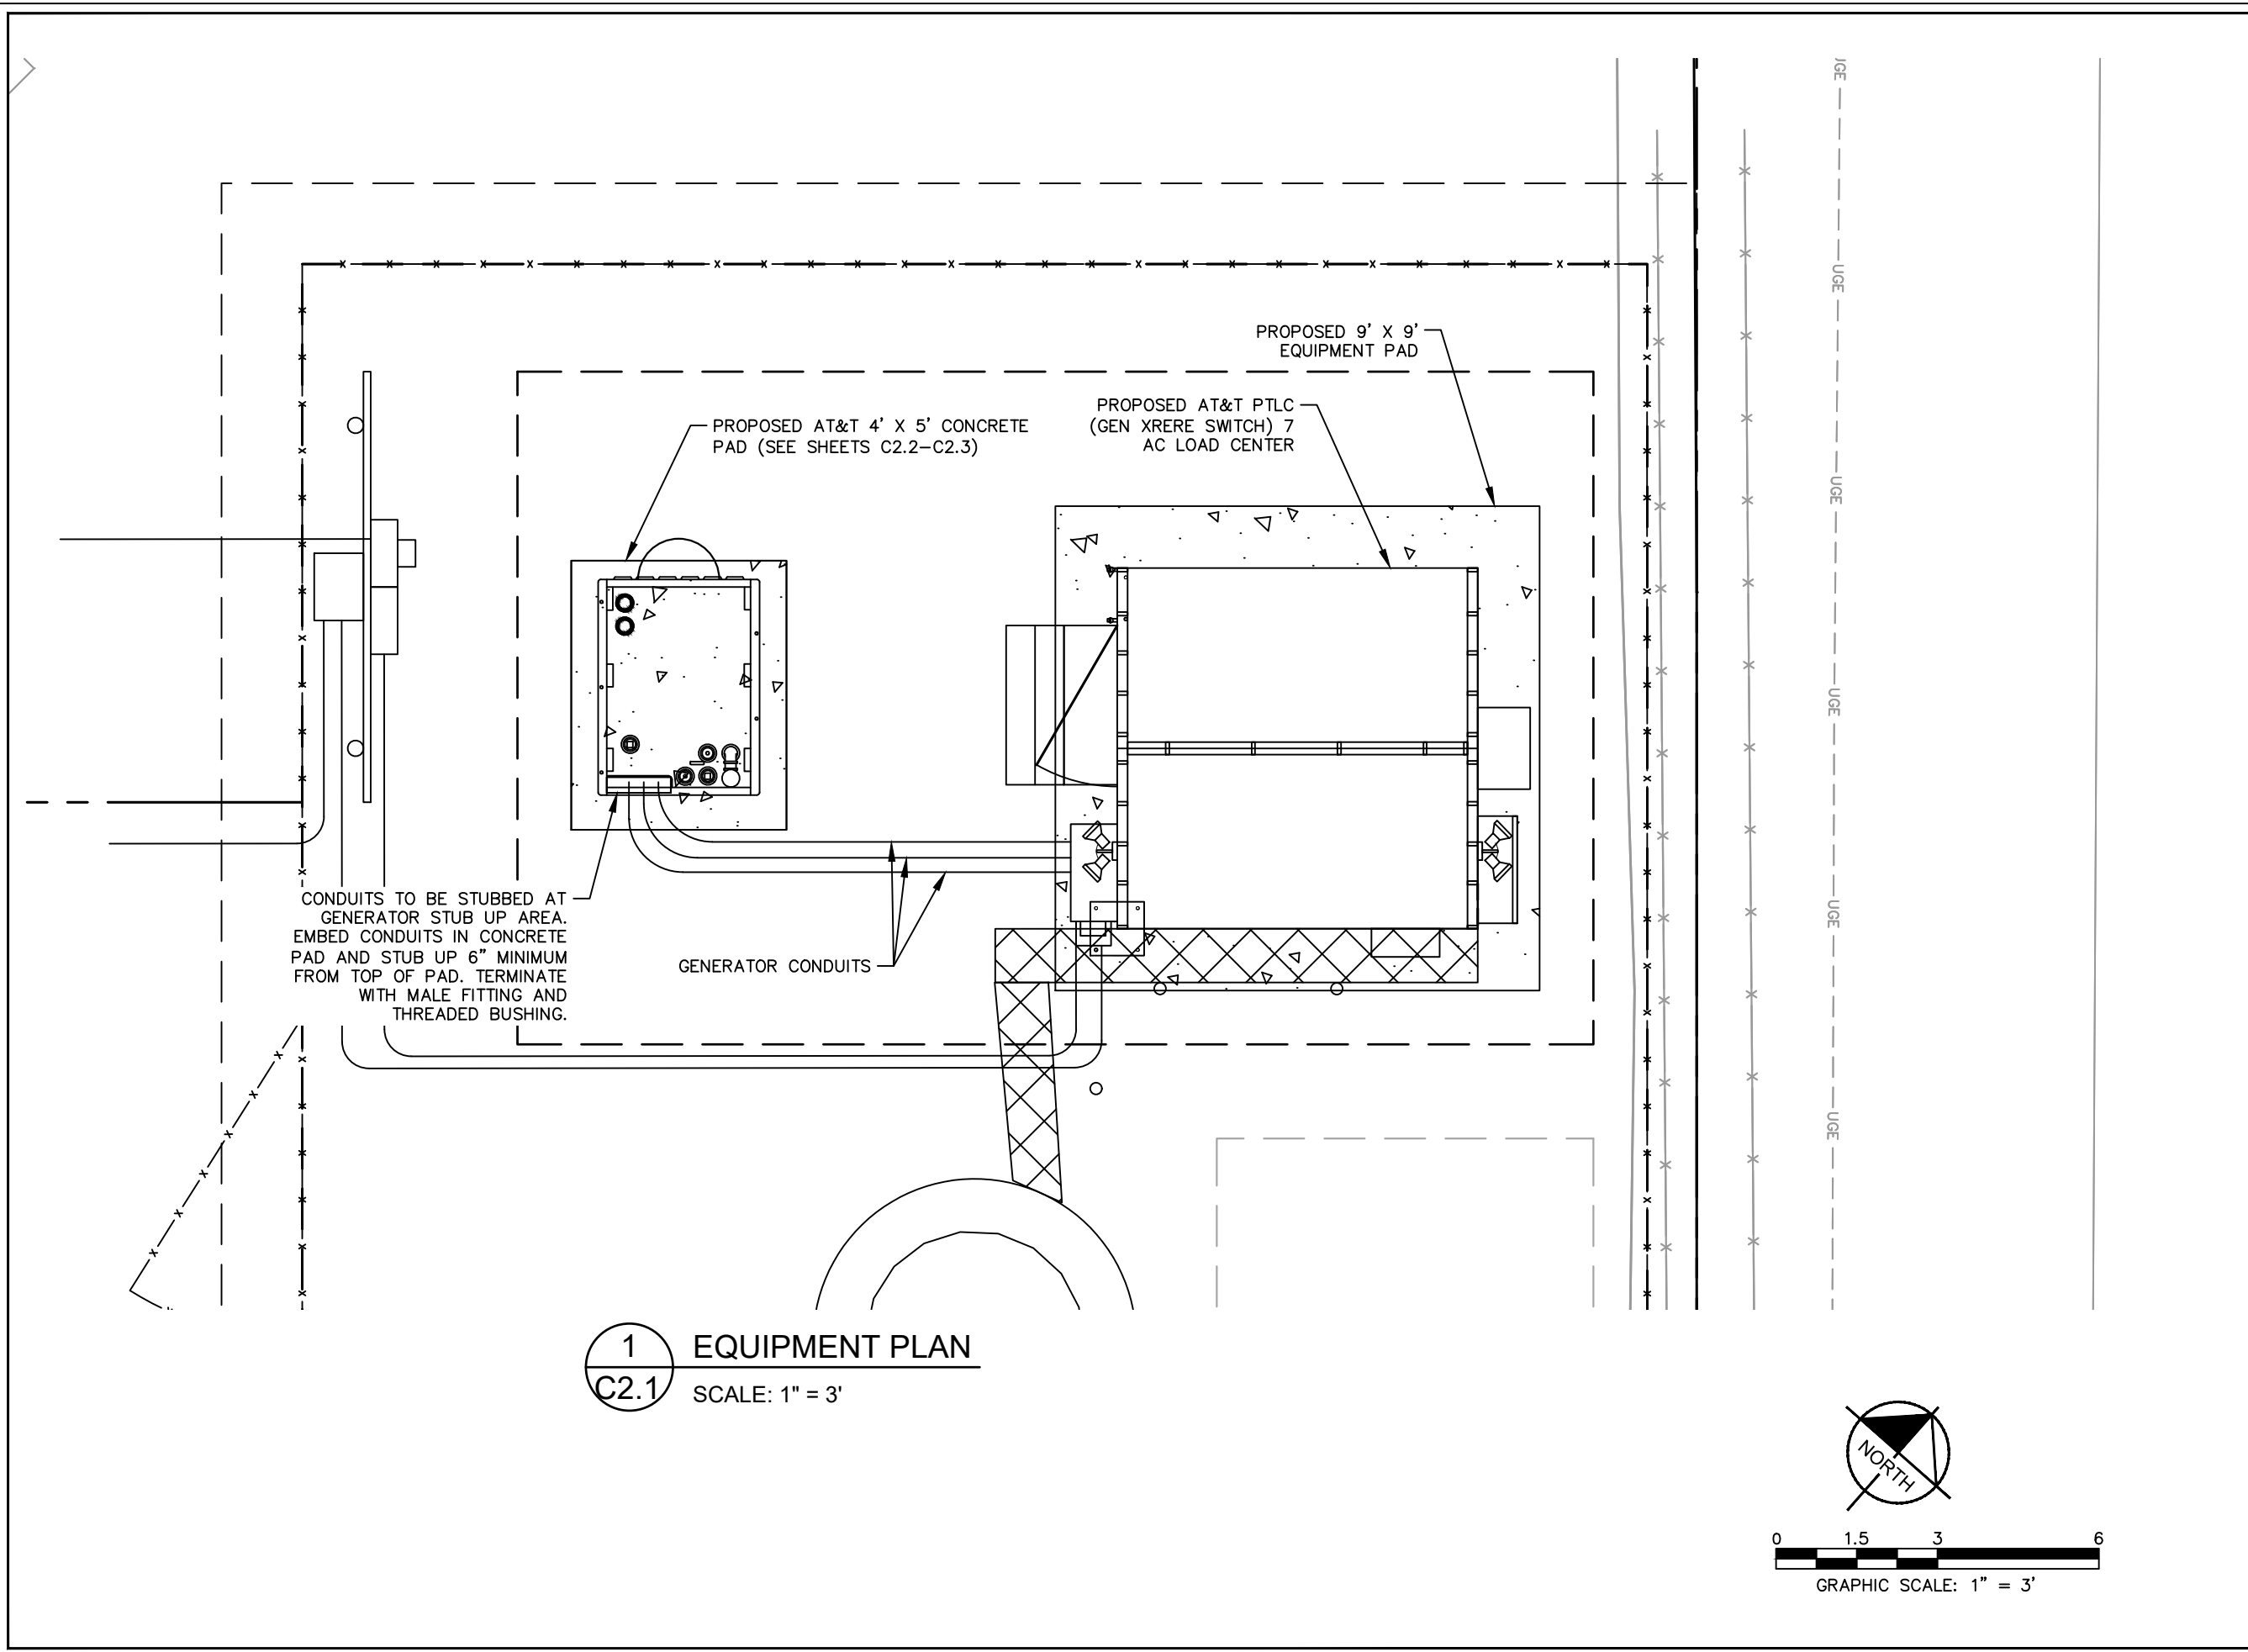 UGE
UGE
UGE
UGE
UGE
UGE
PROPOSED 9' X 9'
EQUIPMENT PAD
PROPOSED AT&T PTLC
(GEN XRERE SWITCH) 7
AC LOAD CENTER
PROPOSED AT&T 4' X 5' CONCRETE
PAD (SEE SHEETS C2.2-C2.3)
CONDUITS TO BE STUBBED AT
GENERATOR STUB UP AREA.
EMBED CONDUITS IN CONCRETE
PAD AND STUB UP 6" MINIMUM
FROM TOP OF PAD. TERMINATE
WITH MALE FITTING AND
THREADED BUSHING.
GENERATOR CONDUITS
1
C2.1
EQUIPMENT PLAN
SCALE: 1" = 3'
NORTH
0 1.5 3 6
GRAPHIC SCALE: 1" = 3'